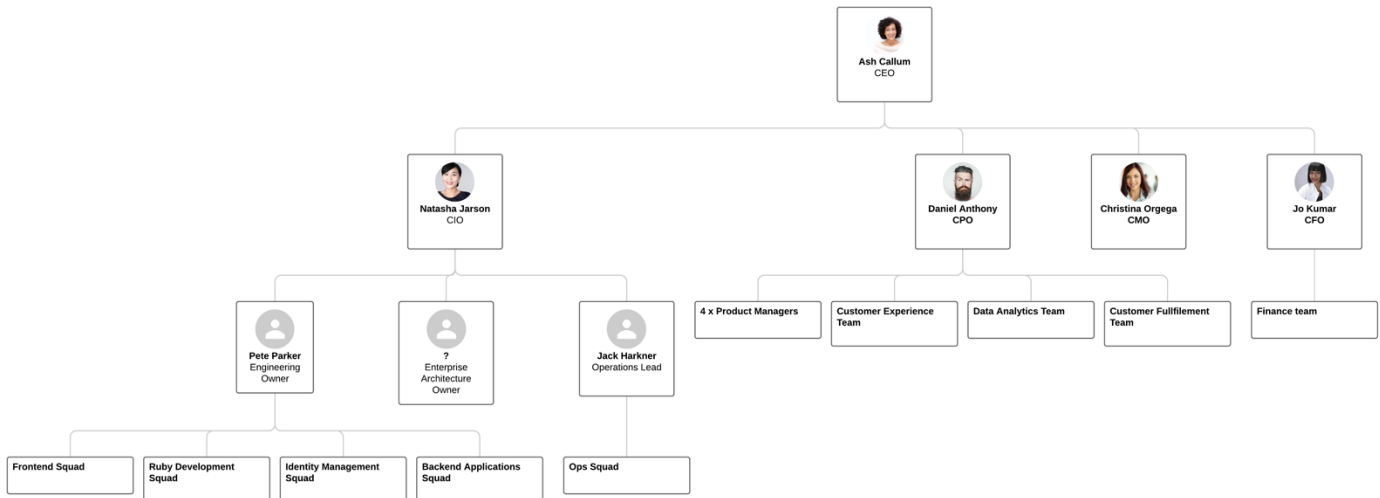 Ash Callum
CEO
Natasha Jarson
CIO
Daniel Anthony
CPO
Christina Orgega
CMO
Jo Kumar
CFO
Pete Parker
Engineering
Owner
?
Enterprise
Architecture
Owner
Jack Harkner
Operations Lead
4 x Product Managers
Customer Experience
Team
Data Analytics Team
Customer Fullfilement
Team
Finance team
Frontend Squad
Ruby Development
Squad
Identity Management
Squad
Backend Applications
Squad
Ops Squad